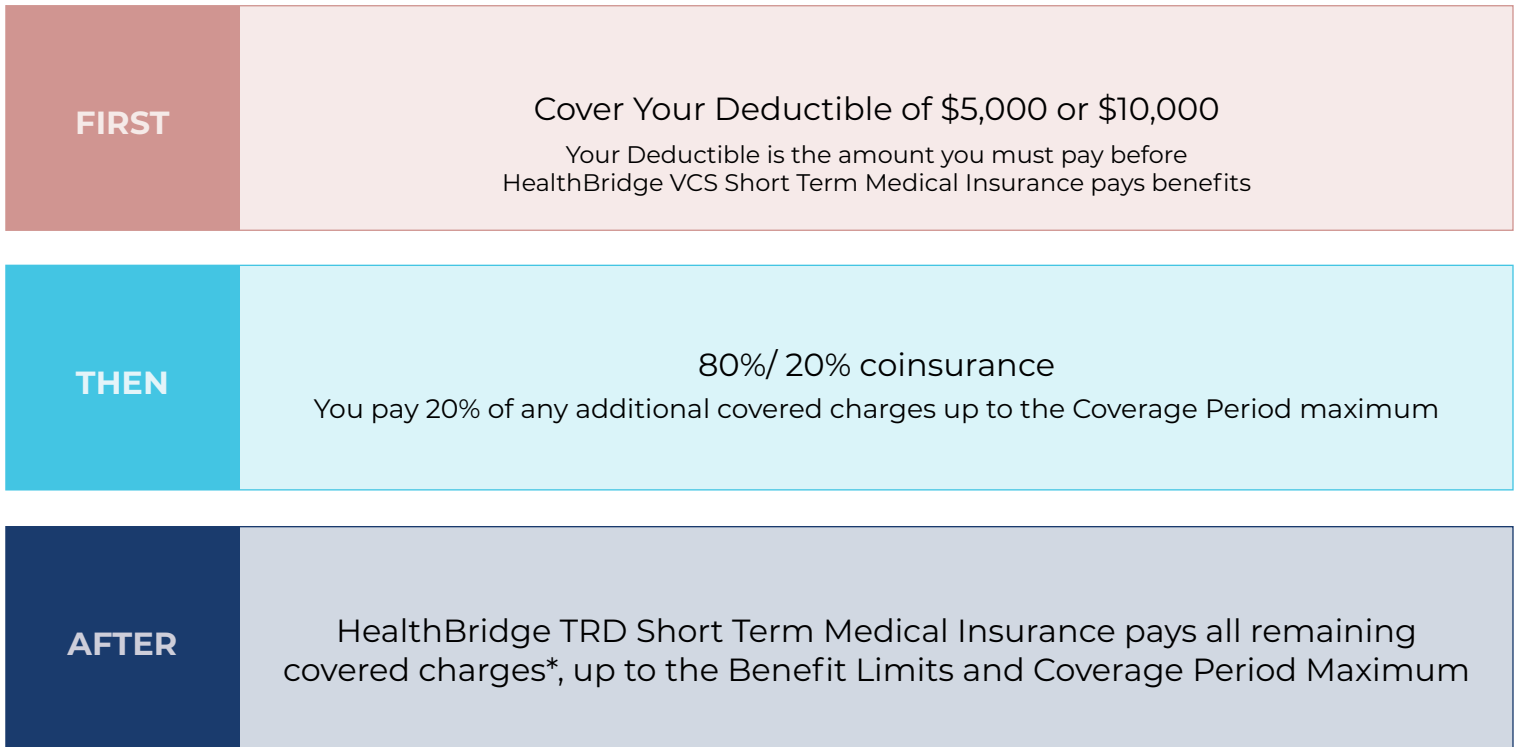 FIRST
Cover Your Deductible of $5,000 or $10,000
Your Deductible is the amount you must pay before
HealthBridge VCS Short Term Medical Insurance pays benefits
THEN
80%/ 20% coinsurance
You pay 20% of any additional covered charges up to the Coverage Period maximum
AFTER
HealthBridge TRD Short Term Medical Insurance pays all remaining
covered charges*, up to the Benefit Limits and Coverage Period Maximum